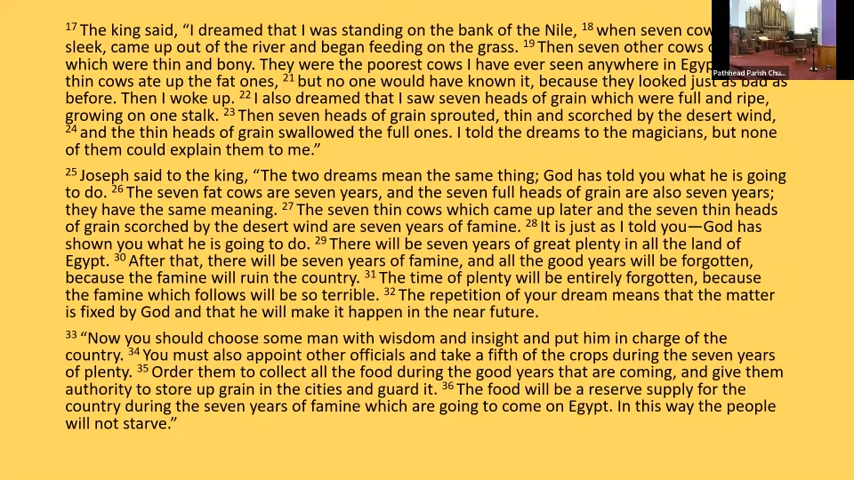 17 The king said, “I dreamed that I was standing on the bank of the Nile, 18 when seven cow
sleek, came up out of the river and began feeding on the grass. 19 Then seven other cows
which were thin and bony. They were the poorest cows I have ever seen anywhere in Egyp
thin cows ate up the fat ones, 21 but no one would have known it, because they looked just as bad as
before. Then I woke up. 22 I also dreamed that I saw seven heads of grain which were full and ripe,
growing on one stalk. 23 Then seven heads of grain sprouted, thin and scorched by the desert wind,
24 and the thin heads of grain swallowed the full ones. I told the dreams to the magicians, but none
of them could explain them to me.”
25 Joseph said to the king, “The two dreams mean the same thing; God has told you what he is going
to do. 26 The seven fat cows are seven years, and the seven full heads of grain are also seven years;
they have the same meaning. 27 The seven thin cows which came up later and the seven thin heads
of grain scorched by the desert wind are seven years of famine. 28 It is just as I told you—God has
shown you what he is going to do. 29 There will be seven years of great plenty in all the land of
Egypt. 30 After that, there will be seven years of famine, and all the good years will be forgotten,
because the famine will ruin the country. 31 The time of plenty will be entirely forgotten, because
the famine which follows will be so terrible. 32 The repetition of your dream means that the matter
is fixed by God and that he will make it happen in the near future.
33 “Now you should choose some man with wisdom and insight and put him in charge of the
country. 34 You must also appoint other officials and take a fifth of the crops during the seven years
of plenty. 35 Order them to collect all the food during the good years that are coming, and give them
authority to store up grain in the cities and guard it. 36 The food will be a reserve supply for the
country during the seven years of famine which are going to come on Egypt. In this way the people
will not starve.”
Pathhead Parish Chu...